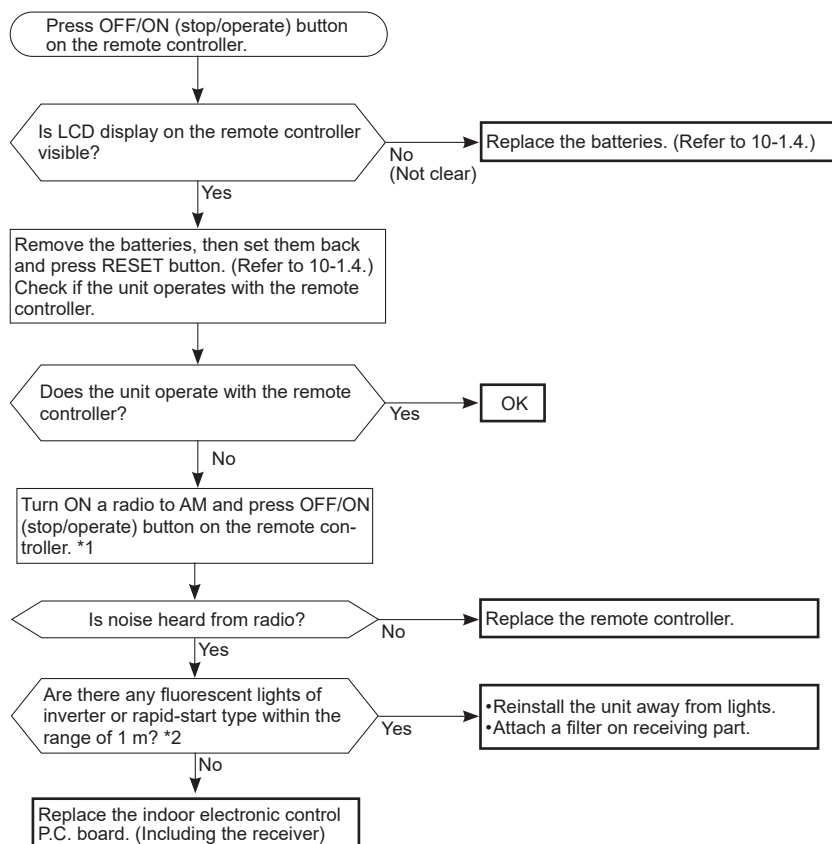 Press OFF/ON (stop/operate) button
on the remote controller.
Is LCD display on the remote controller
visible?
No
(Not clear)
Replace the batteries. (Refer to 10-1.4.)
Yes
Remove the batteries, then set them back
and press RESET button. (Refer to 10-1.4.)
Check if the unit operates with the remote
controller.
Does the unit operate with the remote
controller?
Yes
OK
No
Turn ON a radio to AM and press OFF/ON
(stop/operate) button on the remote con-
troller. *1
Is noise heard from radio?
No
Replace the remote controller.
Yes
Are there any fluorescent lights of
inverter or rapid-start type within the
range of 1 m? *2
Yes
•Reinstall the unit away from lights.
•Attach a filter on receiving part.
No
Replace the indoor electronic control
P.C. board. (Including the receiver)